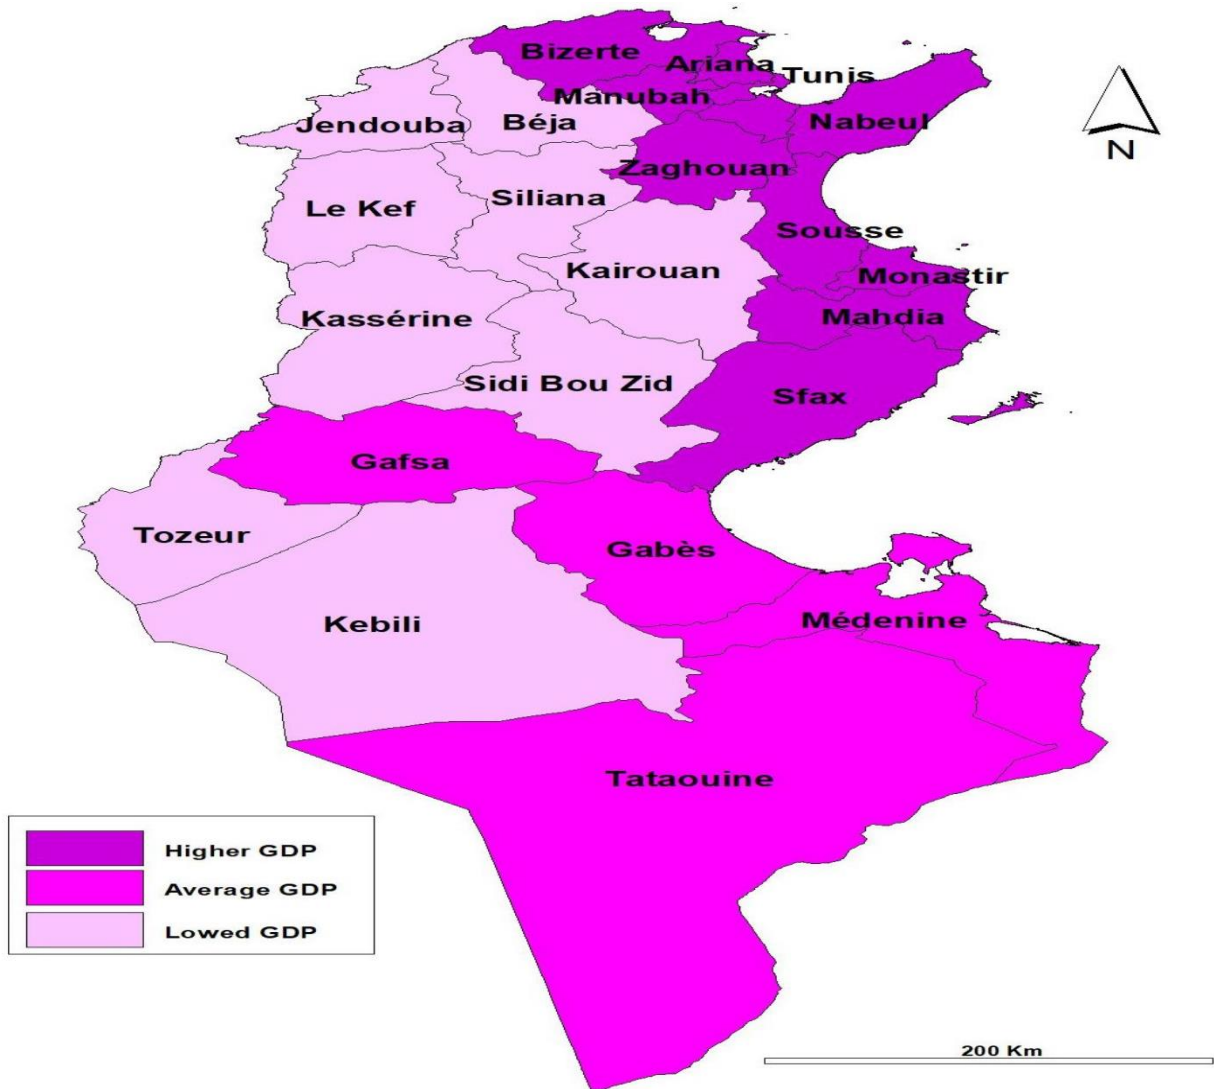 Bizerte
Ariana
Tunis
Manubah
Nabeul
Jendouba
Béja
Zaghouan
N
Siliana
Le Kef
Sousse
Kairouan
Monastir
Kassérine
Mahdia
Sidi Bou Zid
Sfax
Gafsa
Tozeur
Gabès
Kebili
Médenine
Tataouine
Higher GDP
Average GDP
Lowed GDP
200 Km